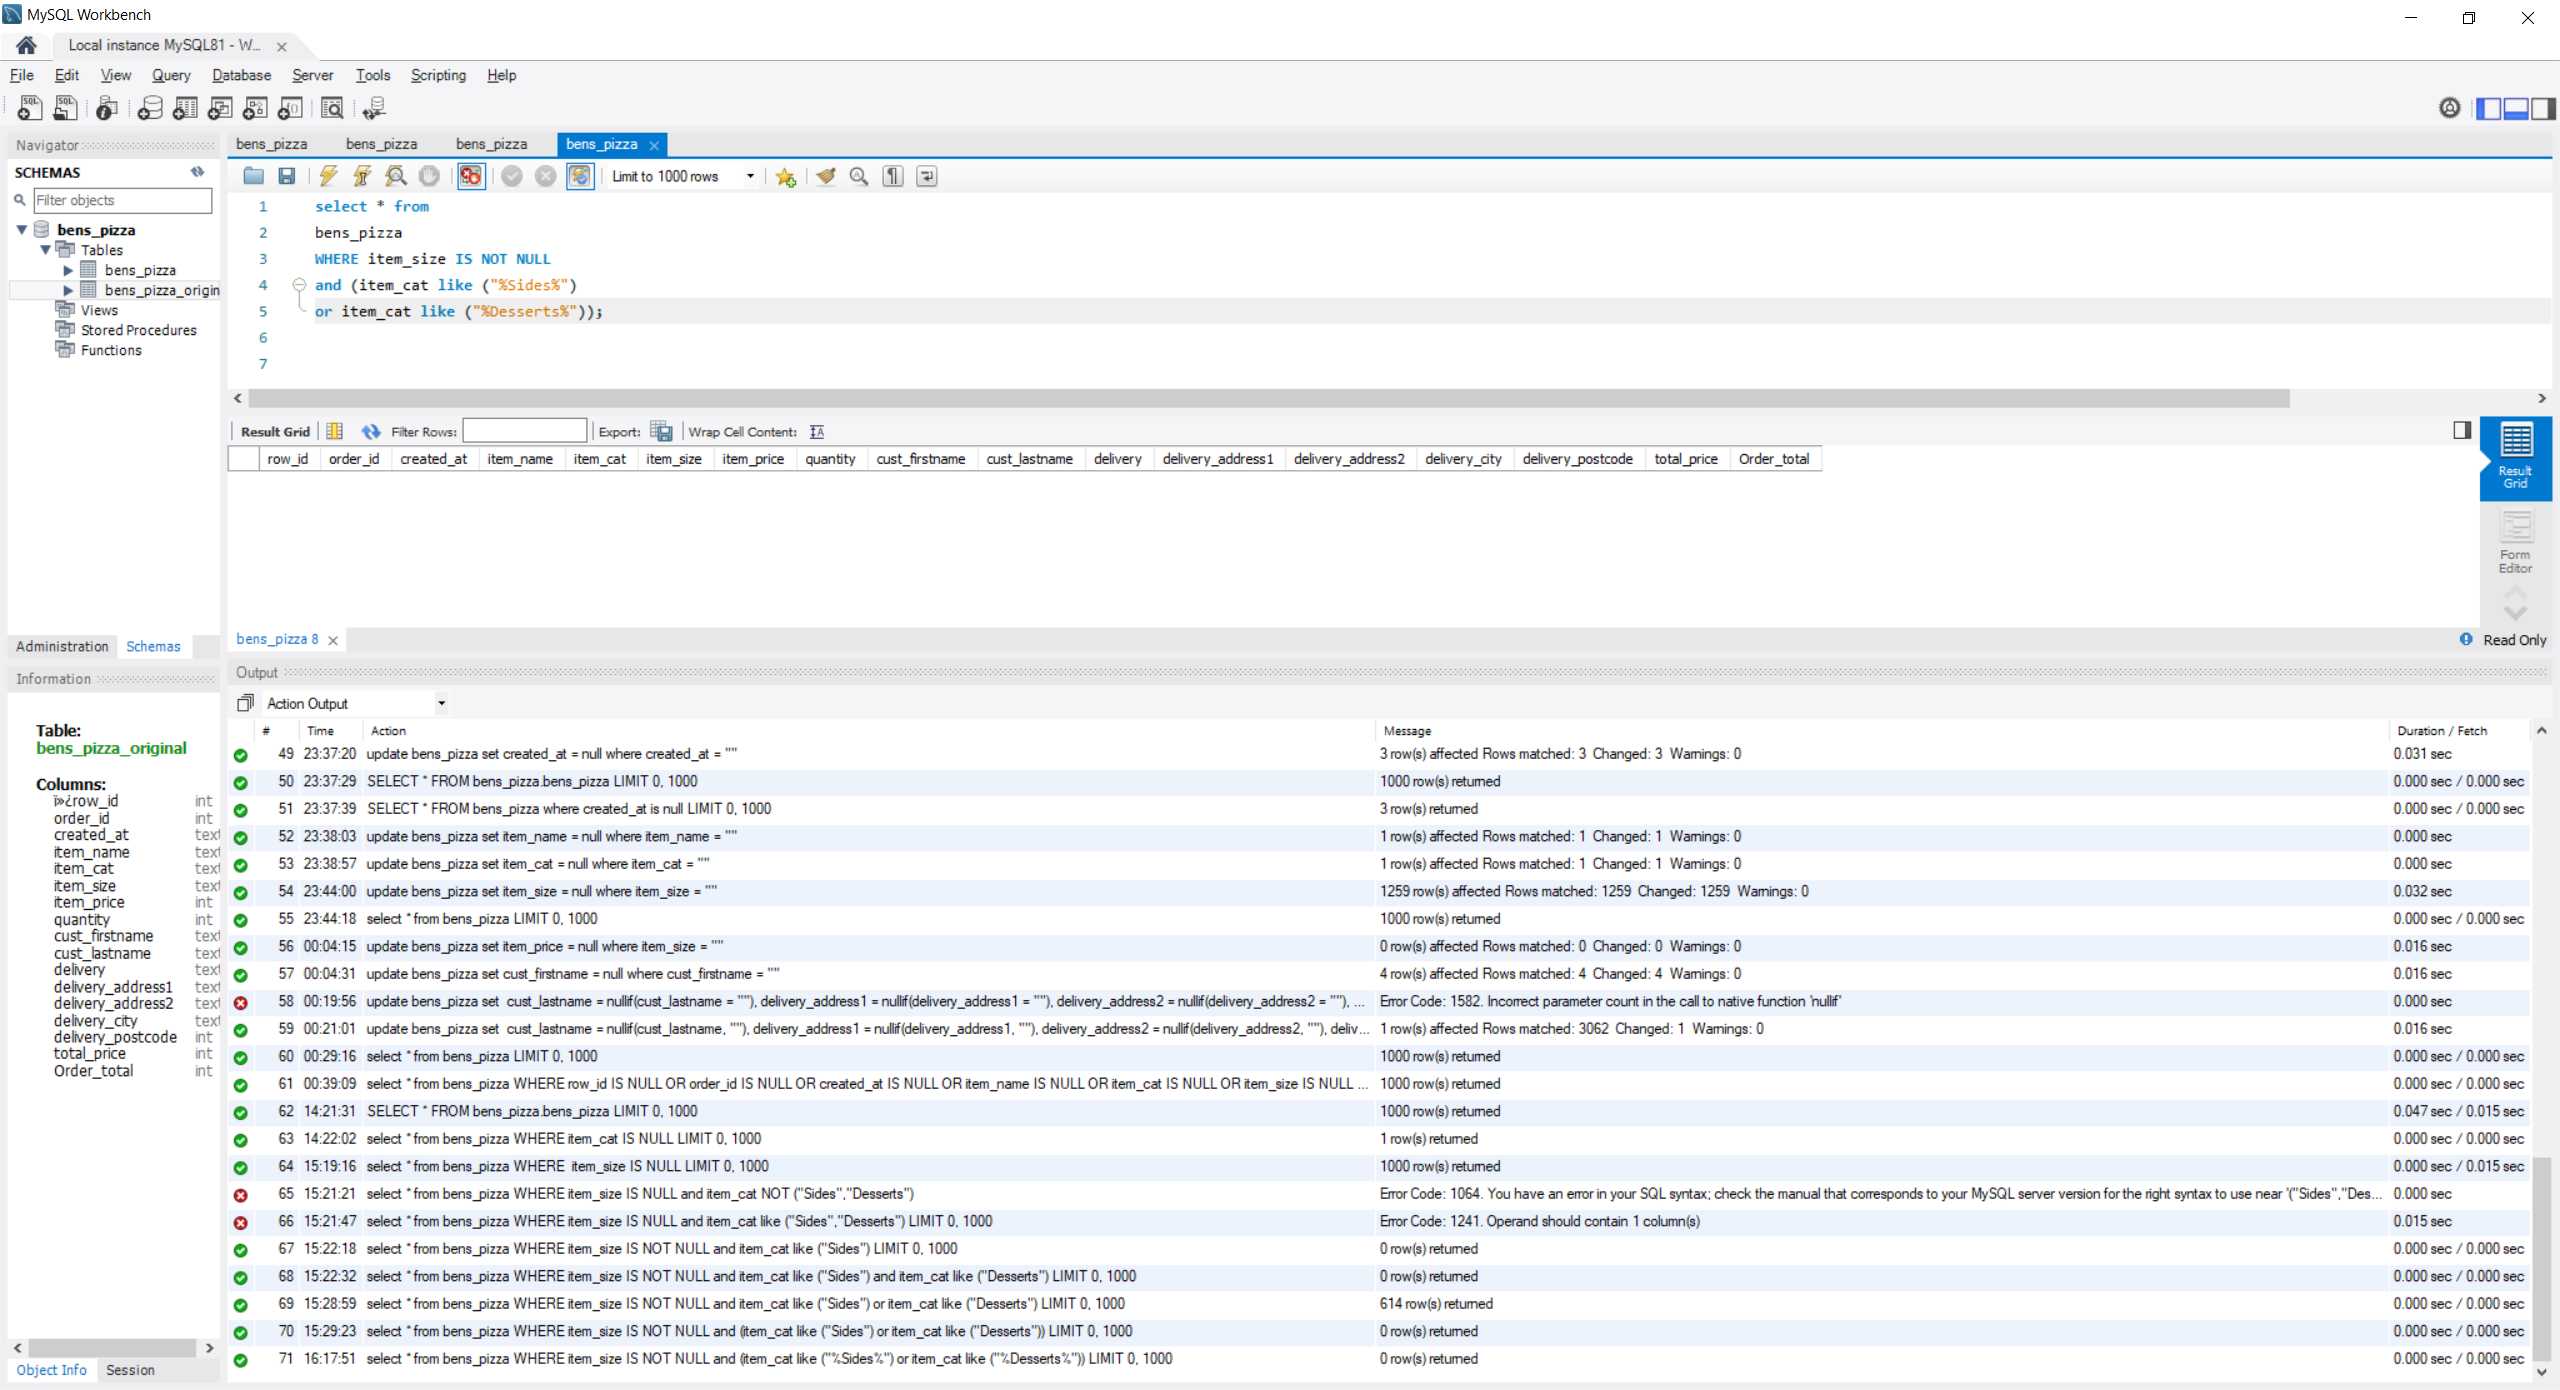 MySQL Workbench
Local instance MySQL81 - W...
File Edit View Query Database Server Tools Scripting Help
Navigator
SCHEMAS
Filter objects
bens_pizza
Tables
bens_pizza
bens_pizza_origin
Views
Stored Procedures
Functions
Administration Schemas
Information
Table:
bens_pizza_original
Columns:
ï»¿row_id int
order_id int
created_at text
item_name text
item_cat text
item_size text
item_price int
quantity int
cust_firstname text
cust_lastname text
delivery text
delivery_address1 text
delivery_address2 text
delivery_city text
delivery_postcode int
total_price int
Order_total int
Object Info Session
bens_pizza bens_pizza bens_pizza bens_pizza
Limit to 1000 rows
1 select * from
2 bens_pizza
3 WHERE item_size IS NOT NULL
4 and (item_cat like ("%Sides%")
5 or item_cat like ("%Desserts%"));
6
7
Result Grid Filter Rows: Export: Wrap Cell Content:
row_id order_id created_at item_name item_cat item_size item_price quantity cust_firstname cust_lastname delivery delivery_address1 delivery_address2 delivery_city delivery_postcode total_price Order_total
Result
Grid
Form
Editor
bens_pizza 8
Read Only
Output
Action Output
# Time Action Message Duration / Fetch
49 23:37:20 update bens_pizza set created_at = null where created_at = "" 3 row(s) affected Rows matched: 3 Changed: 3 Warnings: 0 0.031 sec
50 23:37:29 SELECT * FROM bens_pizza.bens_pizza LIMIT 0, 1000 1000 row(s) returned 0.000 sec / 0.000 sec
51 23:37:39 SELECT * FROM bens_pizza where created_at is null LIMIT 0, 1000 3 row(s) returned 0.000 sec / 0.000 sec
52 23:38:03 update bens_pizza set item_name = null where item_name = "" 1 row(s) affected Rows matched: 1 Changed: 1 Warnings: 0 0.000 sec
53 23:38:57 update bens_pizza set item_cat = null where item_cat = "" 1 row(s) affected Rows matched: 1 Changed: 1 Warnings: 0 0.000 sec
54 23:44:00 update bens_pizza set item_size = null where item_size = "" 1259 row(s) affected Rows matched: 1259 Changed: 1259 Warnings: 0 0.032 sec
55 23:44:18 select * from bens_pizza LIMIT 0, 1000 1000 row(s) returned 0.000 sec / 0.000 sec
56 00:04:15 update bens_pizza set item_price = null where item_size = "" 0 row(s) affected Rows matched: 0 Changed: 0 Warnings: 0 0.016 sec
57 00:04:31 update bens_pizza set cust_firstname = null where cust_firstname = "" 4 row(s) affected Rows matched: 4 Changed: 4 Warnings: 0 0.016 sec
58 00:19:56 update bens_pizza set cust_lastname = nullif(cust_lastname = ""), delivery_address1 = nullif(delivery_address1 = ""), delivery_address2 = nullif(delivery_address2 = ""), ... Error Code: 1582. Incorrect parameter count in the call to native function 'nullif' 0.000 sec
59 00:21:01 update bens_pizza set cust_lastname = nullif(cust_lastname, ""), delivery_address1 = nullif(delivery_address1, ""), delivery_address2 = nullif(delivery_address2, ""), deliv... 1 row(s) affected Rows matched: 3062 Changed: 1 Warnings: 0 0.016 sec
60 00:29:16 select * from bens_pizza LIMIT 0, 1000 1000 row(s) returned 0.000 sec / 0.000 sec
61 00:39:09 select * from bens_pizza WHERE row_id IS NULL OR order_id IS NULL OR created_at IS NULL OR item_name IS NULL OR item_cat IS NULL OR item_size IS NULL ... 1000 row(s) returned 0.000 sec / 0.000 sec
62 14:21:31 SELECT * FROM bens_pizza.bens_pizza LIMIT 0, 1000 1000 row(s) returned 0.047 sec / 0.015 sec
63 14:22:02 select * from bens_pizza WHERE item_cat IS NULL LIMIT 0, 1000 1 row(s) returned 0.000 sec / 0.000 sec
64 15:19:16 select * from bens_pizza WHERE item_size IS NULL LIMIT 0, 1000 1000 row(s) returned 0.000 sec / 0.015 sec
65 15:21:21 select * from bens_pizza WHERE item_size IS NULL and item_cat NOT ("Sides","Desserts") Error Code: 1064. You have an error in your SQL syntax; check the manual that corresponds to your MySQL server version for the right syntax to use near '("Sides","Des... 0.000 sec
66 15:21:47 select * from bens_pizza WHERE item_size IS NULL and item_cat like ("Sides","Desserts") LIMIT 0, 1000 Error Code: 1241. Operand should contain 1 column(s) 0.015 sec
67 15:22:18 select * from bens_pizza WHERE item_size IS NOT NULL and item_cat like ("Sides") LIMIT 0, 1000 0 row(s) returned 0.000 sec / 0.000 sec
68 15:22:32 select * from bens_pizza WHERE item_size IS NOT NULL and item_cat like ("Sides") and item_cat like ("Desserts") LIMIT 0, 1000 0 row(s) returned 0.000 sec / 0.000 sec
69 15:28:59 select * from bens_pizza WHERE item_size IS NOT NULL and item_cat like ("Sides") or item_cat like ("Desserts") LIMIT 0, 1000 614 row(s) returned 0.000 sec / 0.000 sec
70 15:29:23 select * from bens_pizza WHERE item_size IS NOT NULL and (item_cat like ("Sides") or item_cat like ("Desserts")) LIMIT 0, 1000 0 row(s) returned 0.000 sec / 0.000 sec
71 16:17:51 select * from bens_pizza WHERE item_size IS NOT NULL and (item_cat like ("%Sides%") or item_cat like ("%Desserts%")) LIMIT 0, 1000 0 row(s) returned 0.000 sec / 0.000 sec